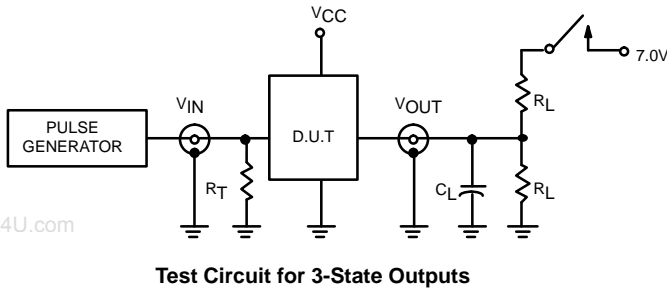 VCC
7.0V
RL
VIN
VOUT
PULSE
GENERATOR
D.U.T
RT
CL
RL
4U.com
Test Circuit for 3-State Outputs